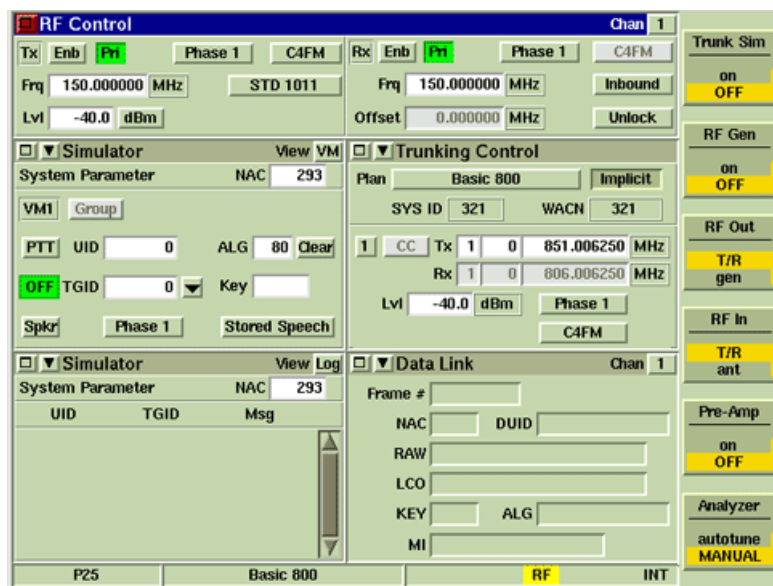 RF Control Chan 1
Tx Enb Pri Phase 1 C4FM
Frq 150.000000 MHz STD 1011
Lvl -40.0 dBm
Rx Enb Pri Phase 1 C4FM
Frq 150.000000 MHz Inbound
Offset 0.000000 MHz Unlock
Simulator View VM
System Parameter NAC 293
VM1 Group
PTT UID 0 ALG 80 Clear
OFF TGID 0 Key
Spkr Phase 1 Stored Speech
Trunking Control
Plan Basic 800 Implicit
SYS ID 321 WACN 321
1 CC Tx 1 0 851.006250 MHz
Rx 1 0 806.006250 MHz
Lvl -40.0 dBm Phase 1
C4FM
Simulator View Log
System Parameter NAC 293
UID TGID Msg
Data Link Chan 1
Frame #
NAC DUID
RAW
LCO
KEY ALG
MI
P25 Basic 800 RF INT
Trunk Sim
on
OFF
RF Gen
on
OFF
RF Out
T/R
gen
RF In
T/R
ant
Pre-Amp
on
OFF
Analyzer
autotune
MANUAL